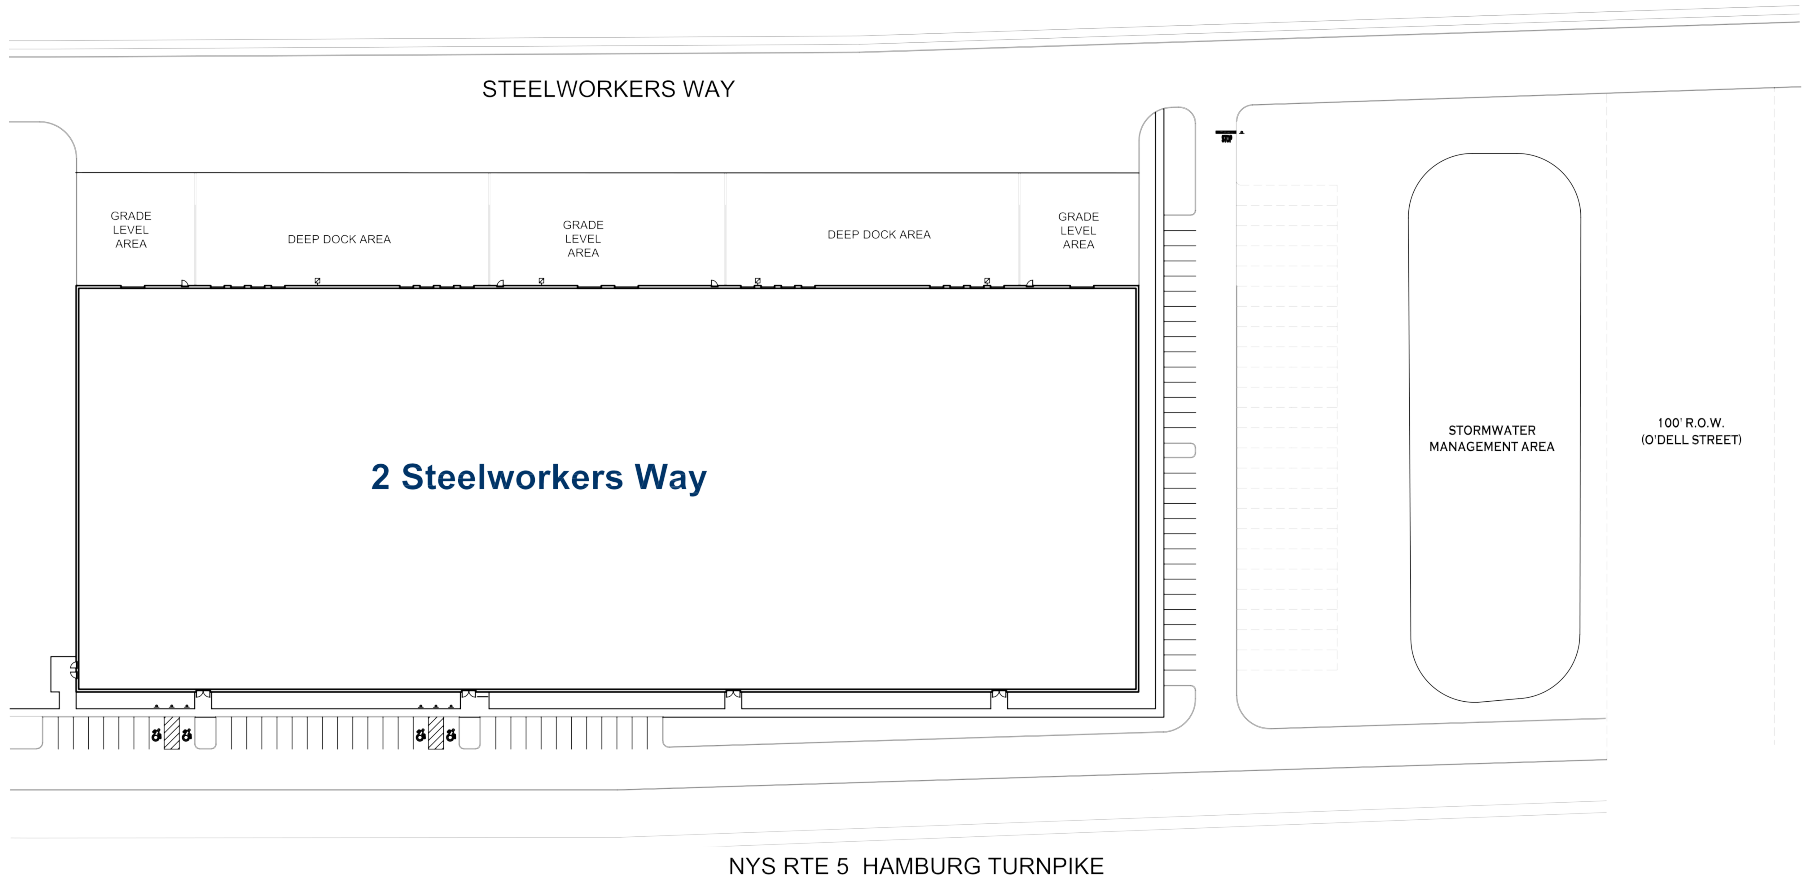 STEELWORKERS WAY
GRADE
LEVEL
AREA
DEEP DOCK AREA
GRADE
LEVEL
AREA
DEEP DOCK AREA
GRADE
LEVEL
AREA
2 Steelworkers Way
STORMWATER
MANAGEMENT AREA
100' R.O.W.
(O'DELL STREET)
NYS RTE 5 HAMBURG TURNPIKE